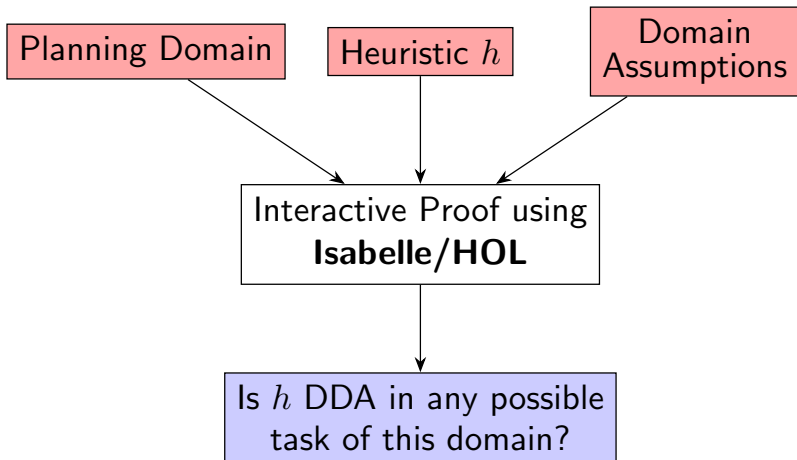 Planning Domain
Heuristic h
Domain
Assumptions
Interactive Proof using
Isabelle/HOL
Is h DDA in any possible
task of this domain?